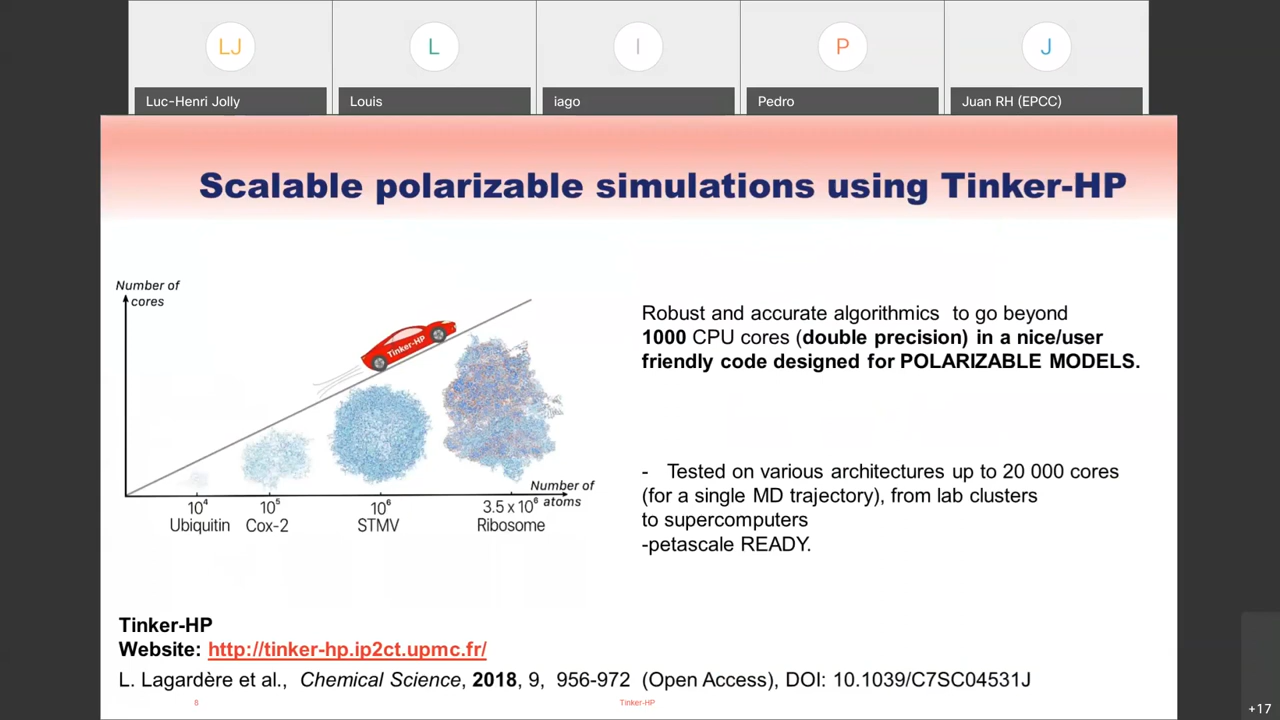 LJ
L
I
P
J
Luc-Henri Jolly
Louis
iago
Pedro
Juan RH (EPCC)
Scalable polarizable simulations using Tinker-HP
Number of
cores
Tinker-HP
Number of
atoms
10⁴
10⁵
10⁶
3.5 x 10⁶
Ubiquitin
Cox-2
STMV
Ribosome
Robust and accurate algorithmics to go beyond
1000 CPU cores (double precision) in a nice/user
friendly code designed for POLARIZABLE MODELS.
- Tested on various architectures up to 20 000 cores
(for a single MD trajectory), from lab clusters
to supercomputers
-petascale READY.
Tinker-HP
Website: http://tinker-hp.ip2ct.upmc.fr/
L. Lagardère et al., Chemical Science, 2018, 9, 956-972 (Open Access), DOI: 10.1039/C7SC04531J
8
Tinker-HP
+17